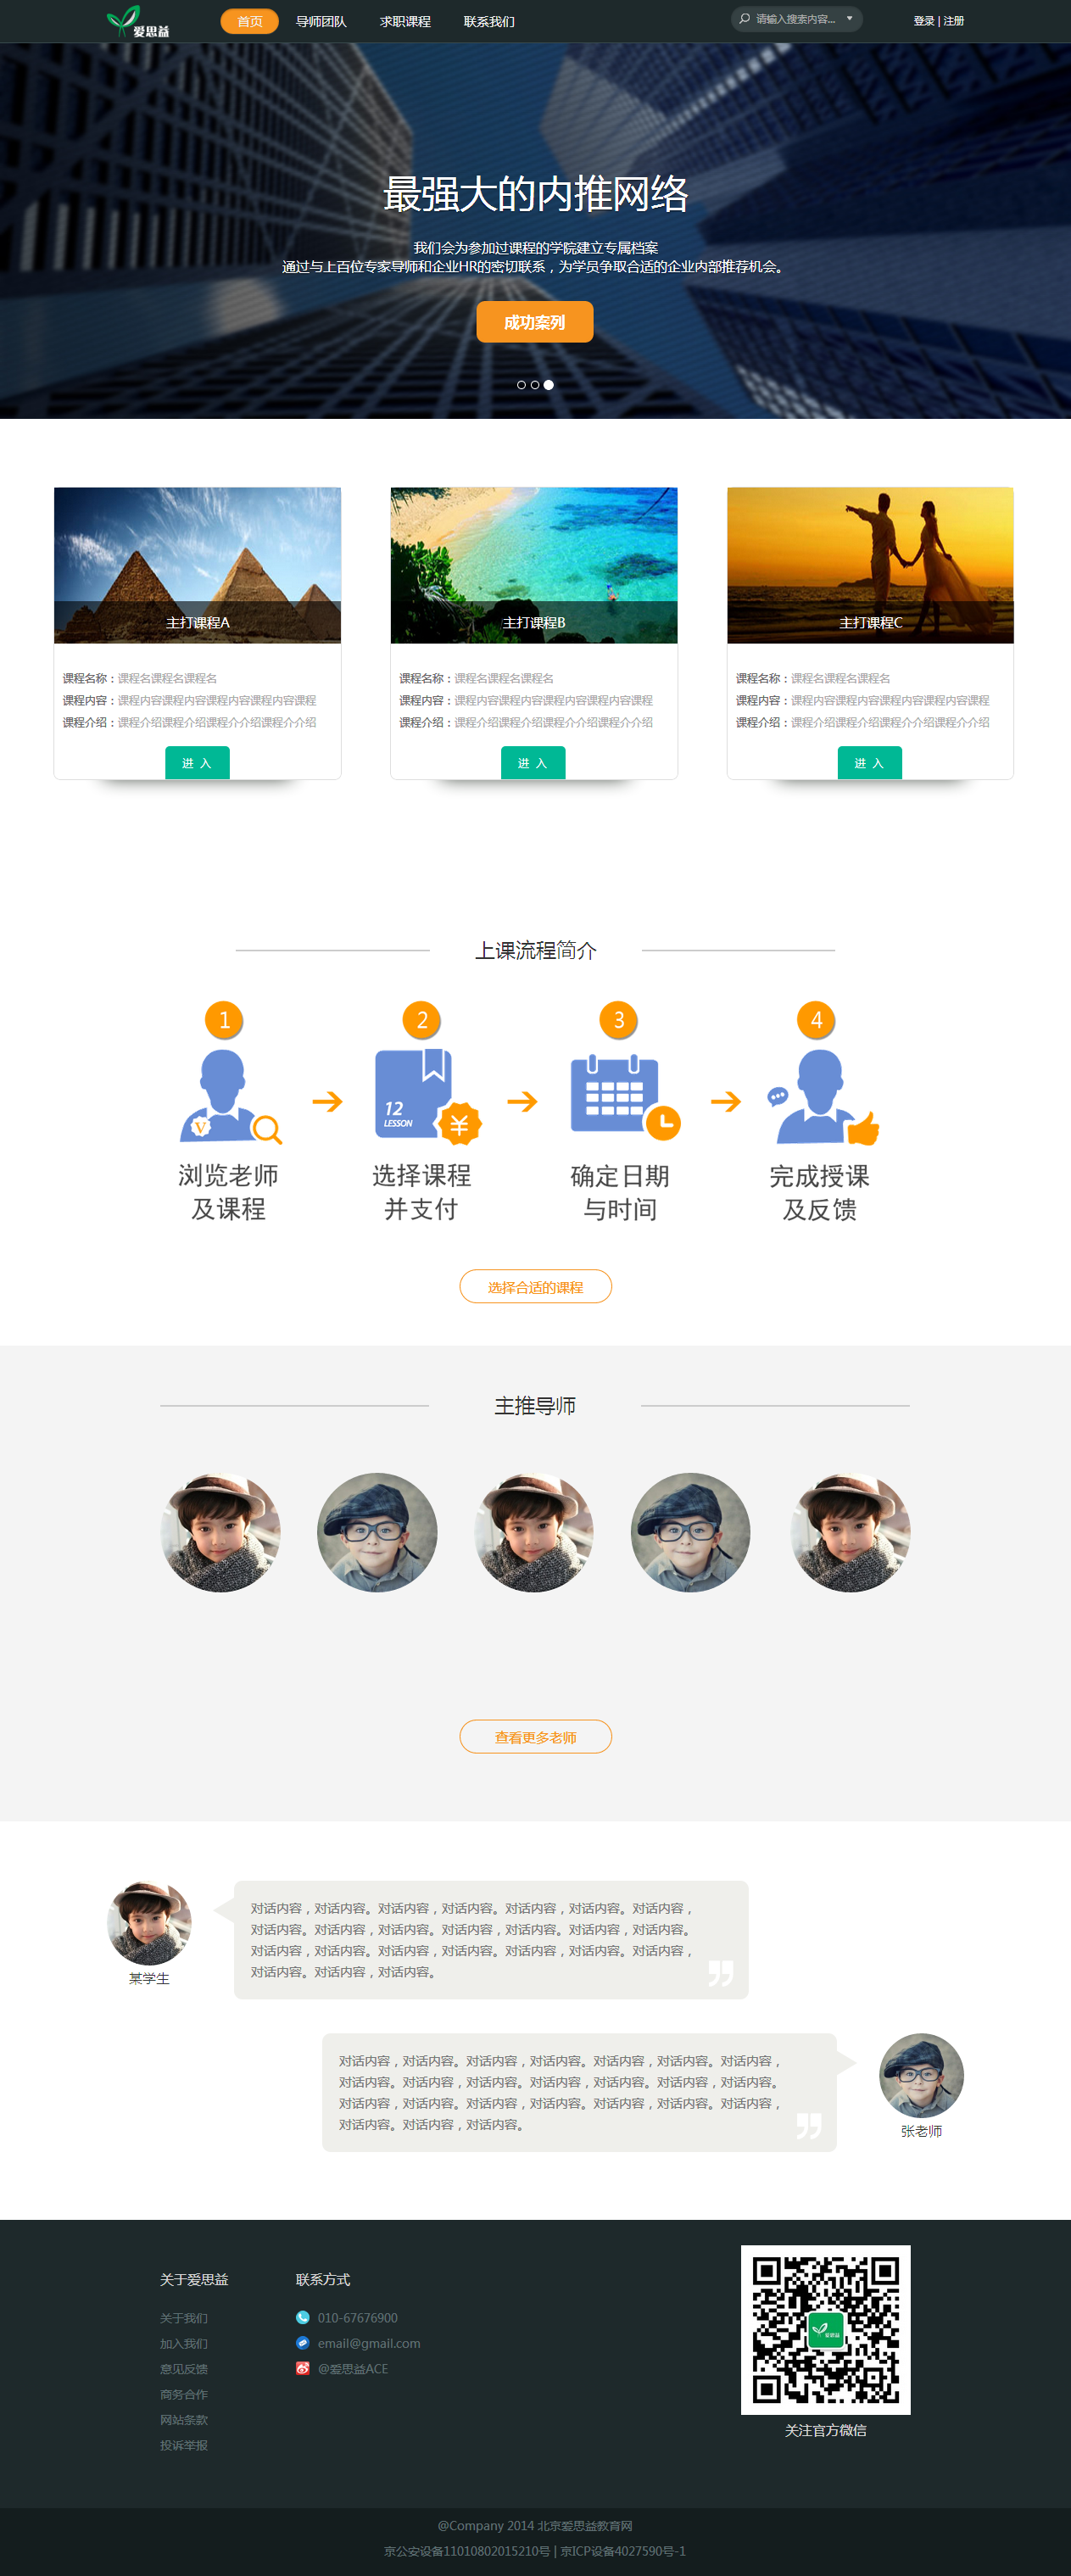 爱思益
首页 导师团队 求职课程 联系我们
请输入搜索内容...
登录 | 注册
最强大的内推网络
我们会为参加过课程的学院建立专属档案
通过与上百位专家导师和企业HR的密切联系，为学员争取合适的企业内部推荐机会。
成功案列
主打课程A
课程名称：课程名课程名课程名
课程内容：课程内容课程内容课程内容课程内容课程
课程介绍：课程介绍课程介绍课程介介绍课程介介绍
进 入
主打课程B
课程名称：课程名课程名课程名
课程内容：课程内容课程内容课程内容课程内容课程
课程介绍：课程介绍课程介绍课程介介绍课程介介绍
进 入
主打课程C
课程名称：课程名课程名课程名
课程内容：课程内容课程内容课程内容课程内容课程
课程介绍：课程介绍课程介绍课程介介绍课程介介绍
进 入
上课流程简介
1
V
浏览老师
及课程
2
12
LESSON
¥
选择课程
并支付
3
确定日期
与时间
4
完成授课
及反馈
选择合适的课程
主推导师
查看更多老师
某学生
对话内容，对话内容。对话内容，对话内容。对话内容，对话内容。对话内容，
对话内容。对话内容，对话内容。对话内容，对话内容。对话内容，对话内容。
对话内容，对话内容。对话内容，对话内容。对话内容，对话内容。对话内容，
对话内容。对话内容，对话内容。
对话内容，对话内容。对话内容，对话内容。对话内容，对话内容。对话内容，
对话内容。对话内容，对话内容。对话内容，对话内容。对话内容，对话内容。
对话内容，对话内容。对话内容，对话内容。对话内容，对话内容。对话内容，
对话内容。对话内容，对话内容。
张老师
关于爱思益
关于我们
加入我们
意见反馈
商务合作
网站条款
投诉举报
联系方式
010-67676900
email@gmail.com
@爱思益ACE
爱思益
关注官方微信
@Company 2014 北京爱思益教育网
京公安设备11010802015210号 | 京ICP设备4027590号-1